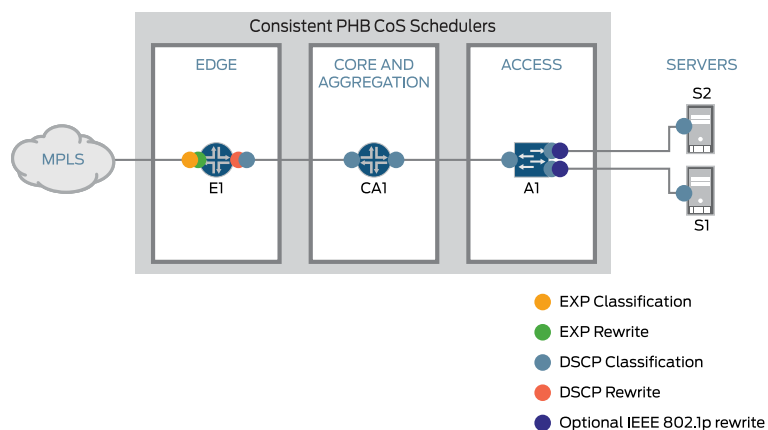 Consistent PHB CoS Schedulers
EDGE
CORE AND
AGGREGATION
ACCESS
SERVERS
S2
MPLS
E1
CA1
A1
S1
EXP Classification
EXP Rewrite
DSCP Classification
DSCP Rewrite
Optional IEEE 802.1p rewrite